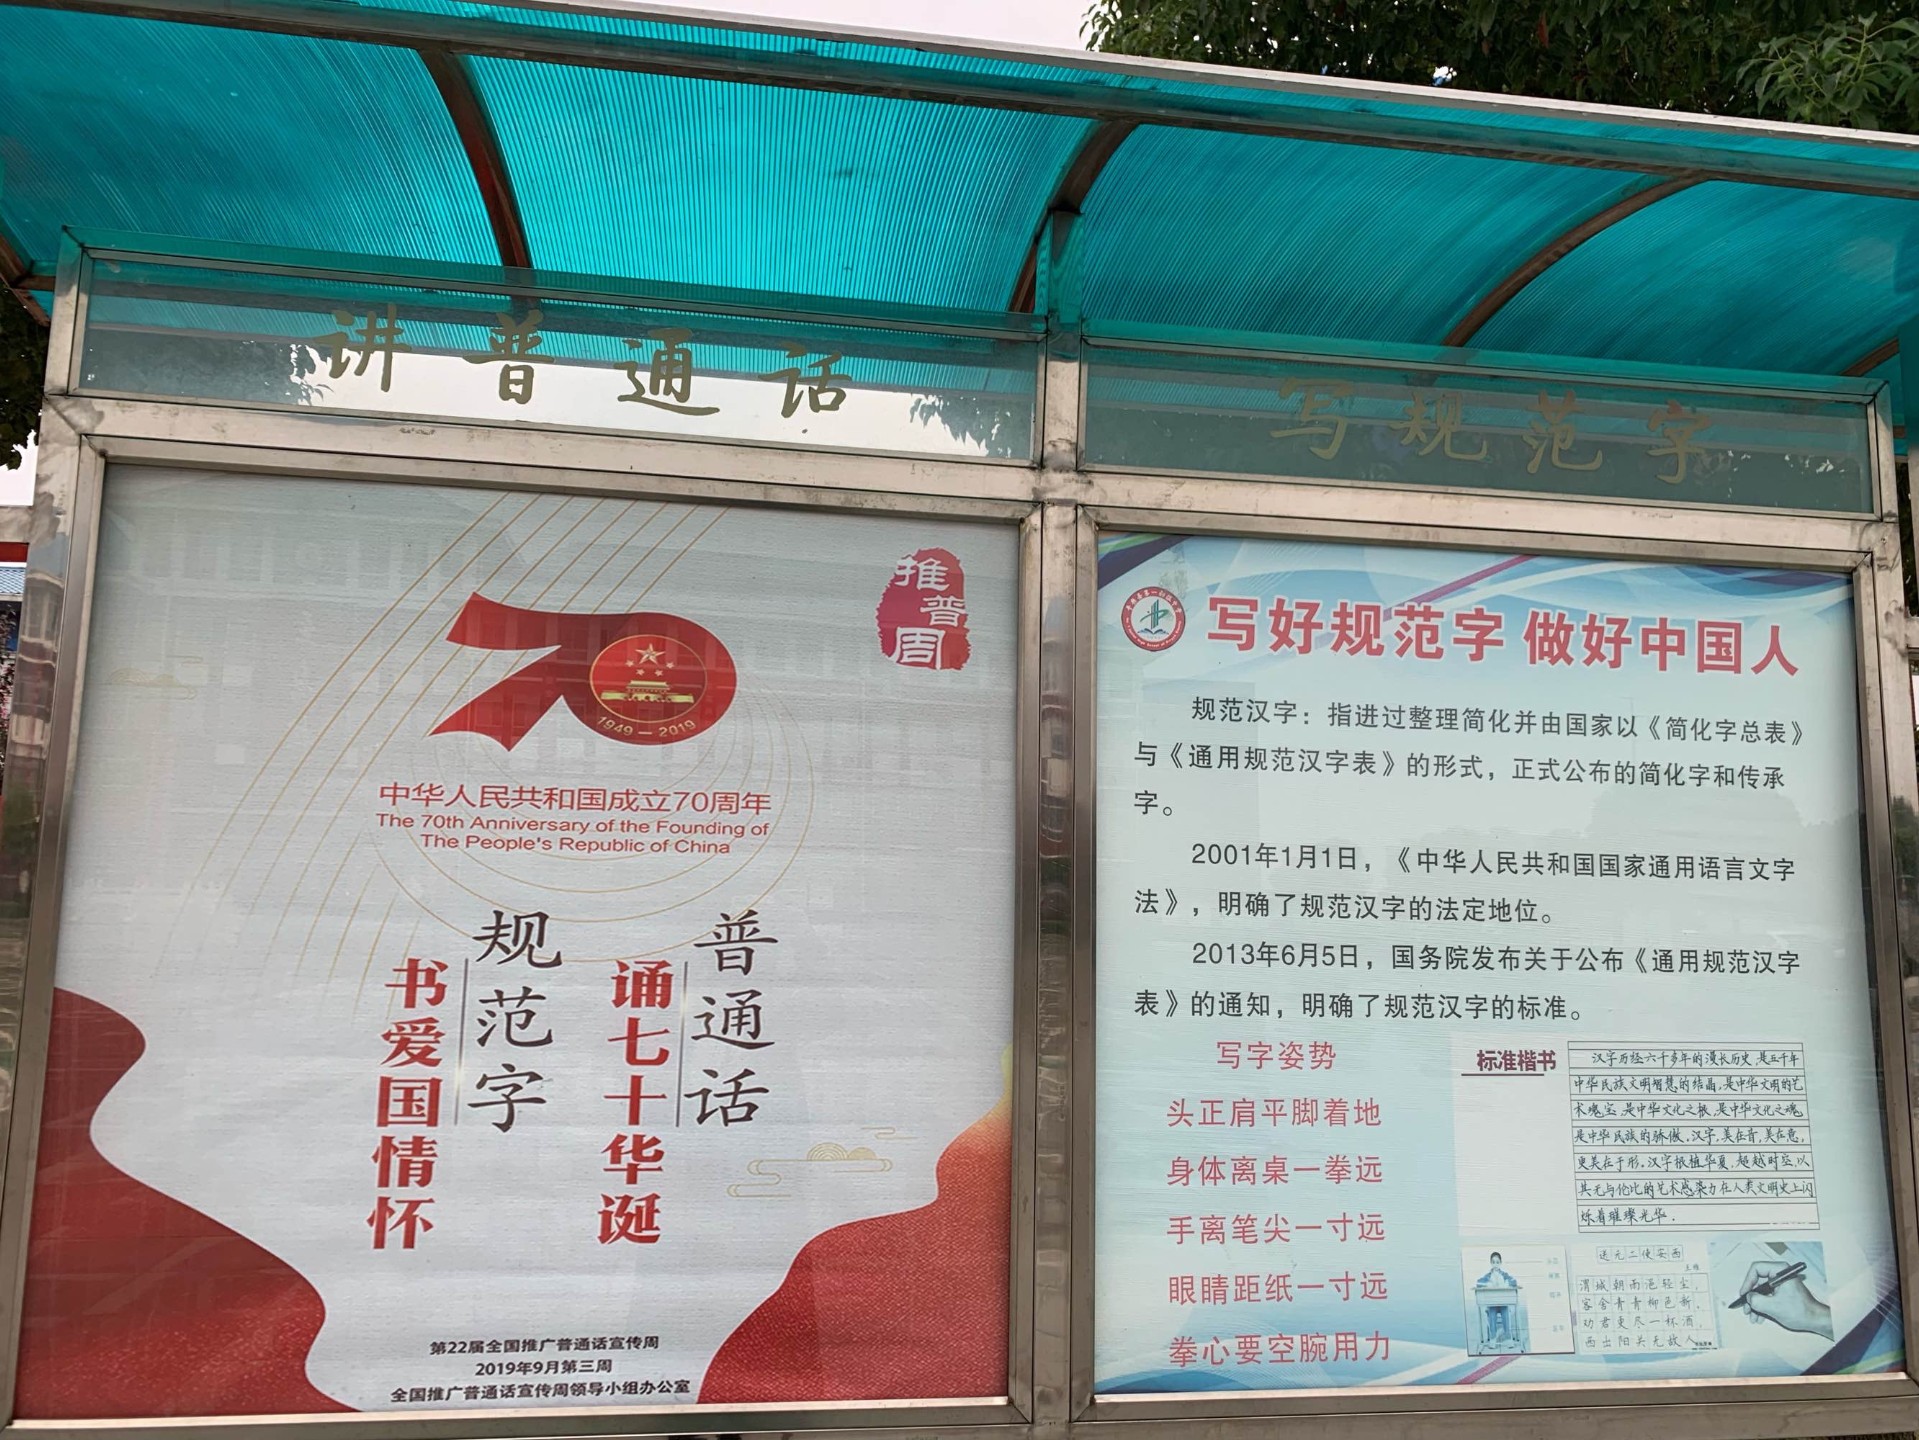 讲普通话
写规范字
推普周
1949—2019
中华人民共和国成立70周年
The 70th Anniversary of the Founding of
The People's Republic of China
普通话
诵七十华诞
规范字
书爱国情怀
第22届全国推广普通话宣传周
2019年9月第三周
全国推广普通话宣传周领导小组办公室
写好规范字 做好中国人
规范汉字：指进过整理简化并由国家以《简化字总表》
与《通用规范汉字表》的形式，正式公布的简化字和传承
字。
2001年1月1日，《中华人民共和国国家通用语言文字
法》，明确了规范汉字的法定地位。
2013年6月5日，国务院发布关于公布《通用规范汉字
表》的通知，明确了规范汉字的标准。
写字姿势
头正肩平脚着地
身体离桌一拳远
手离笔尖一寸远
眼睛距纸一寸远
拳心要空腕用力
标准楷书
汉字历经六千多年的漫长历史,是五千年
中华民族文明智慧的结晶,是中华文明的艺
术瑰宝,是中华文化之根,是中华文化之魂,
是中华民族的骄傲。汉字,美在音,美在意,
更美在于形。汉字根植华夏,超越时空,以
其无与伦比的艺术感染力在人类文明史上闪
烁着璀璨光华.
送元二使安西
王维
渭城朝雨浥轻尘,
客舍青青柳色新.
劝君更尽一杯酒,
西出阳关无故人